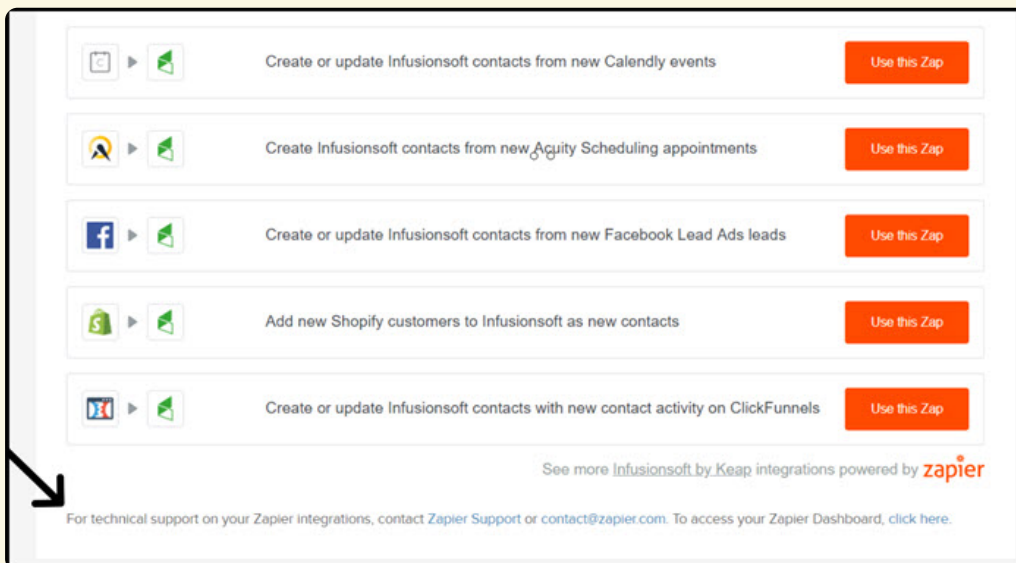 Create or update Infusionsoft contacts from new Calendly events
Use this Zap
Create Infusionsoft contacts from new Acuity Scheduling appointments
Use this Zap
Create or update Infusionsoft contacts from new Facebook Lead Ads leads
Use this Zap
Add new Shopify customers to Infusionsoft as new contacts
Use this Zap
Create or update Infusionsoft contacts with new contact activity on ClickFunnels
Use this Zap
See more Infusionsoft by Keap integrations powered by zapier
For technical support on your Zapier integrations, contact Zapier Support or contact@zapier.com. To access your Zapier Dashboard, click here.